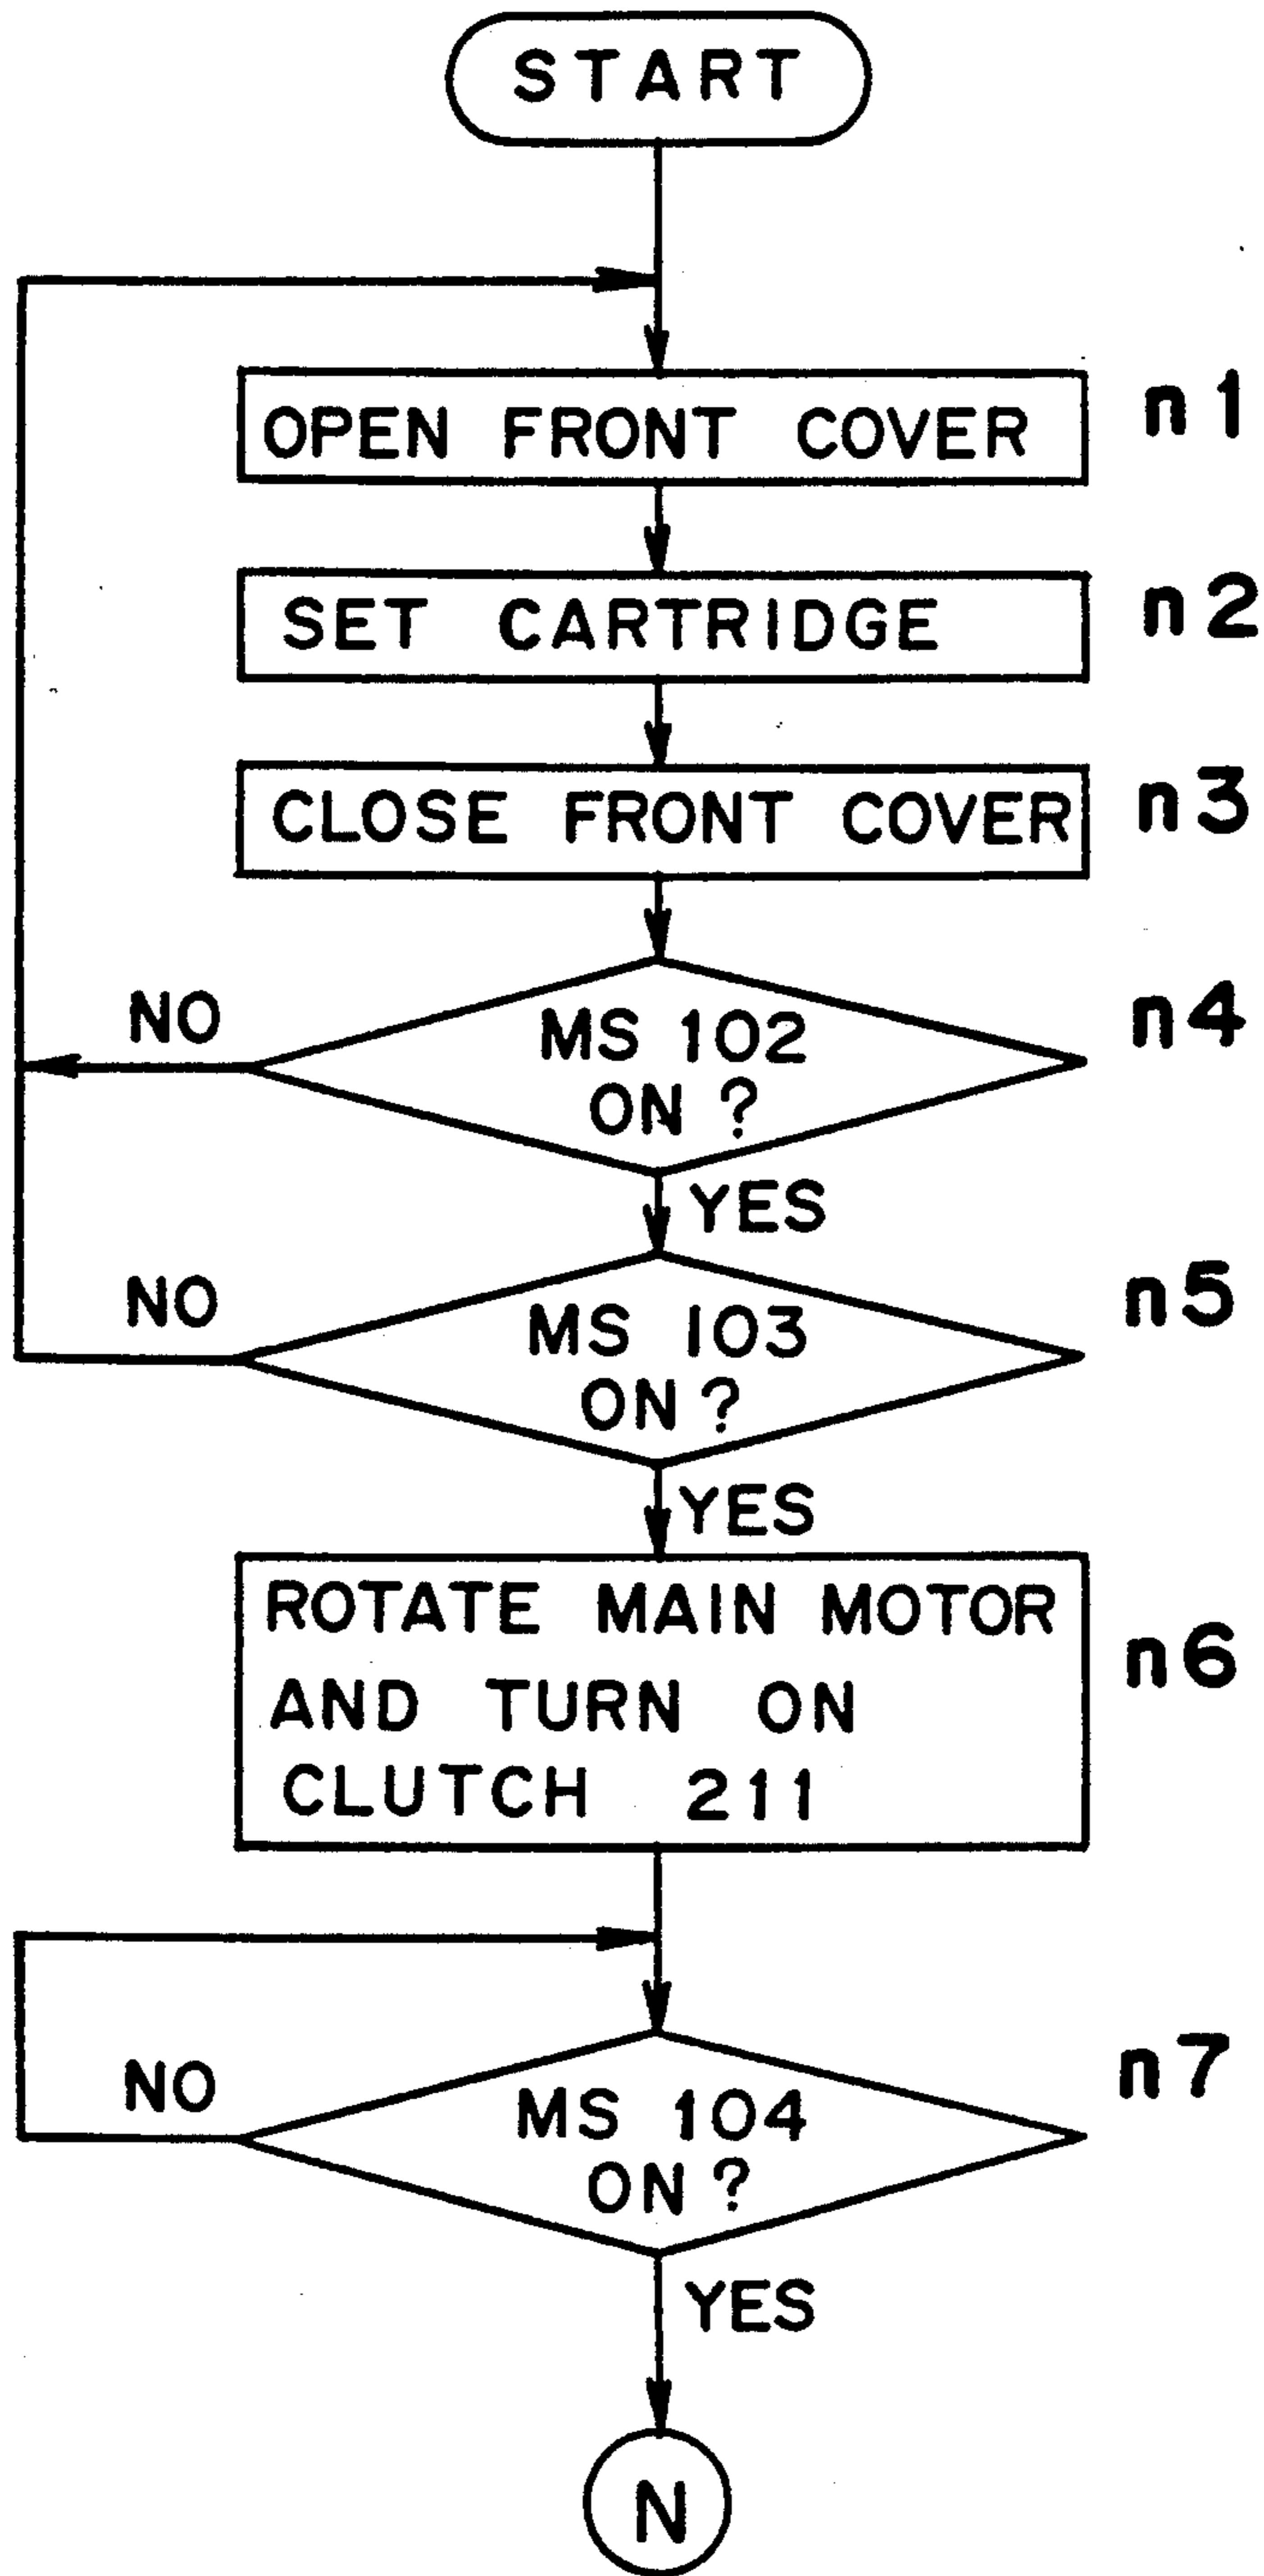 START
OPEN FRONT COVER n1
SET CARTRIDGE n2
CLOSE FRONT COVER n3
NO
MS 102
ON ?
n4
YES
NO
MS 103
ON ?
n5
YES
ROTATE MAIN MOTOR
AND TURN ON
CLUTCH 211
n6
NO
MS 104
ON ?
n7
YES
N